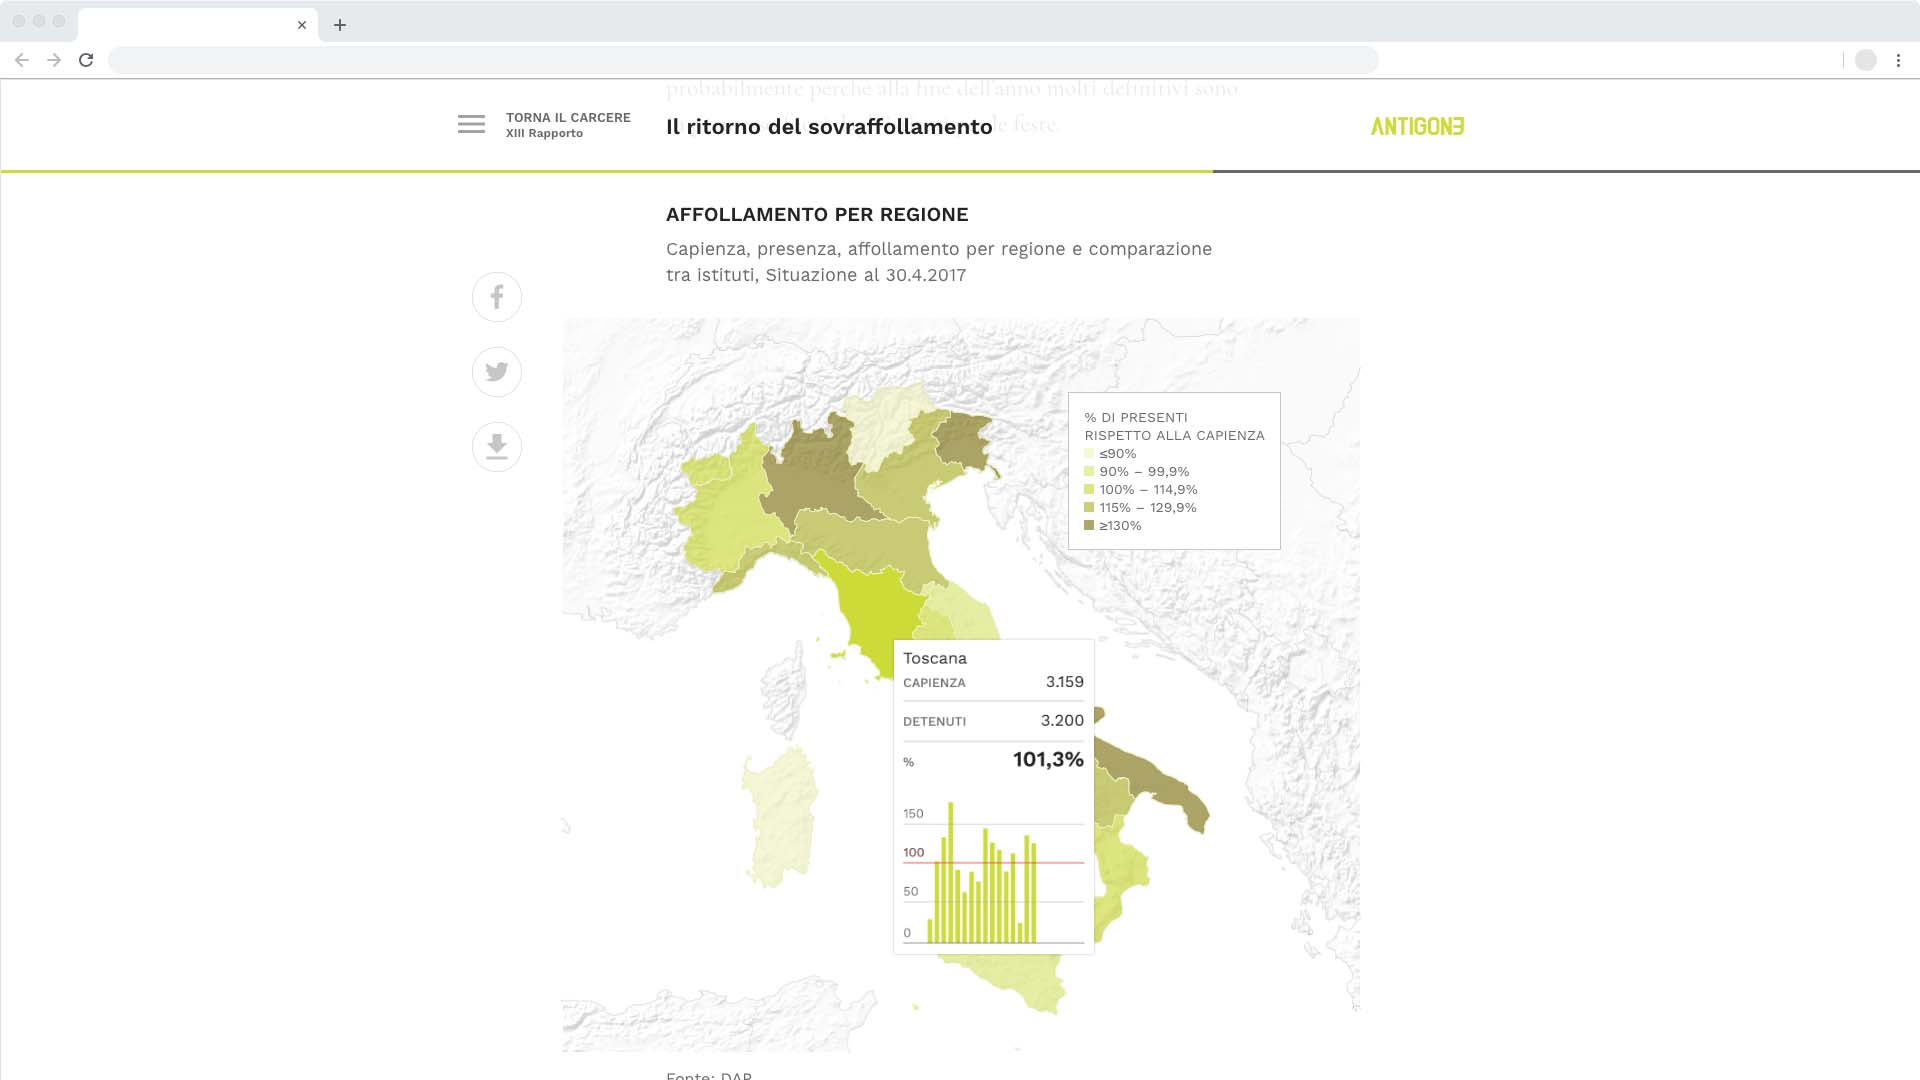 probabilmente perché alla fine dell'anno molti definitivi sono
TORNA IL CARCERE
XIII Rapporto
Il ritorno del sovraffollamento
le feste.
ANTIGONE
AFFOLLAMENTO PER REGIONE
Capienza, presenza, affollamento per regione e comparazione
tra istituti, Situazione al 30.4.2017
% DI PRESENTI
RISPETTO ALLA CAPIENZA
≤90%
90% – 99,9%
100% – 114,9%
115% – 129,9%
≥130%
Toscana
CAPIENZA 3.159
DETENUTI 3.200
% 101,3%
150
100
50
0
Fonte: DAP